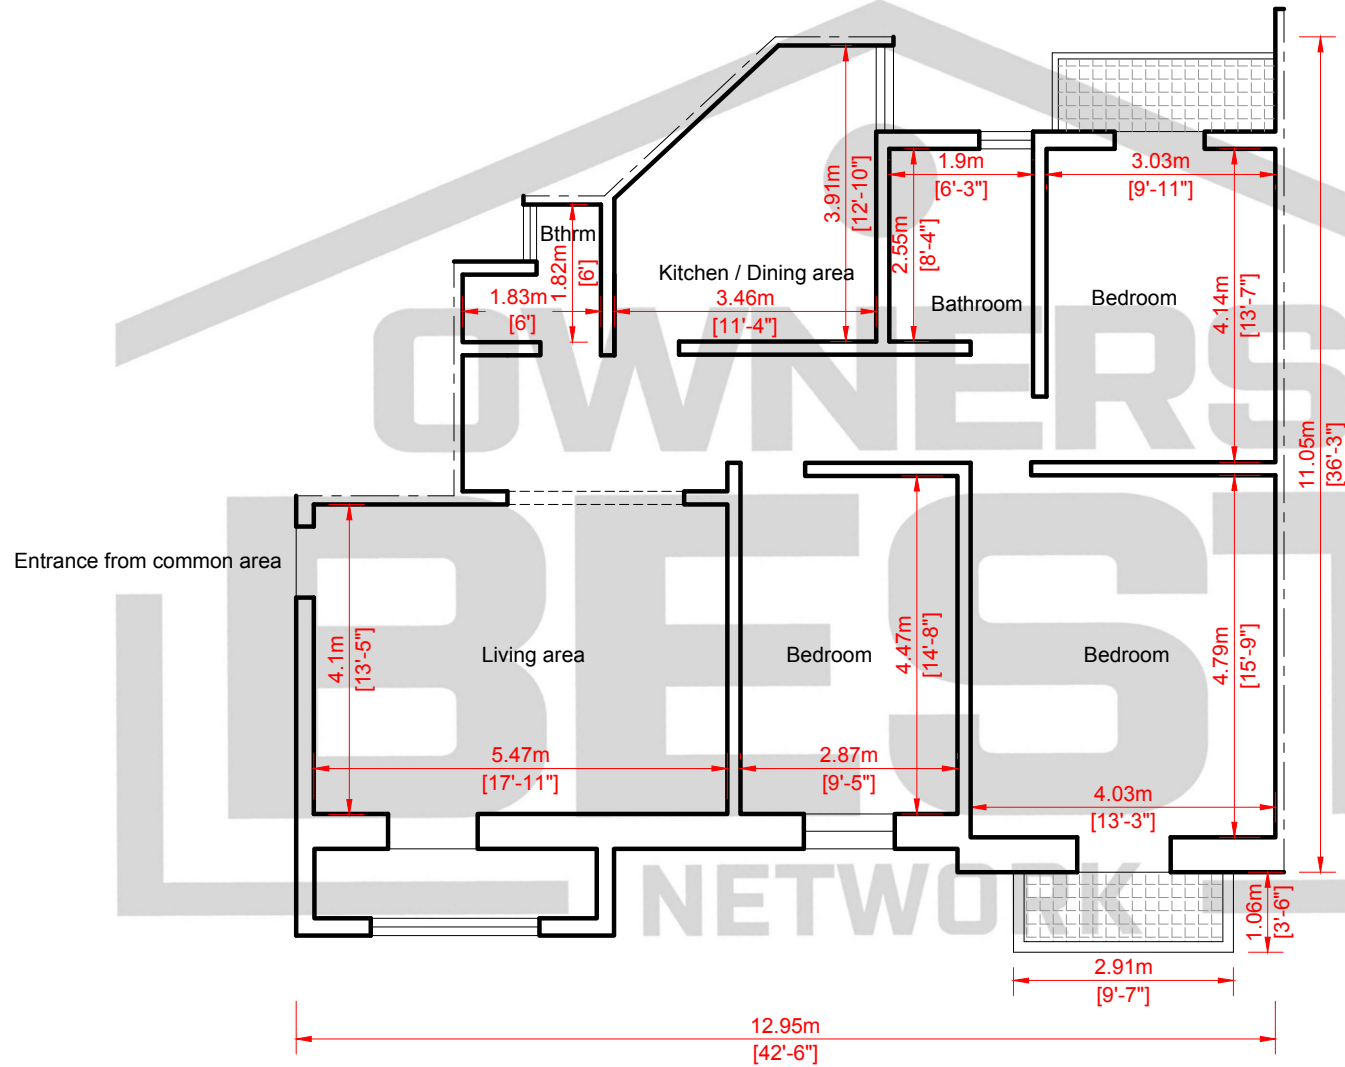 3.91m
[12'-10"]
1.9m
[6'-3"]
3.03m
[9'-11"]
2.55m
[8'-4"]
Bthrm
1.82m
[6']
Kitchen / Dining area
3.46m
[11'-4"]
1.83m
[6']
Bathroom
Bedroom
4.14m
[13'-7"]
11.05m
[36'-3"]
OWNERS
BEST
NETWORK
Entrance from common area
4.1m
[13'-5"]
Living area
5.47m
[17'-11"]
Bedroom
4.47m
[14'-8"]
2.87m
[9'-5"]
Bedroom
4.79m
[15'-9"]
4.03m
[13'-3"]
1.06m
[3'-6"]
2.91m
[9'-7"]
12.95m
[42'-6"]